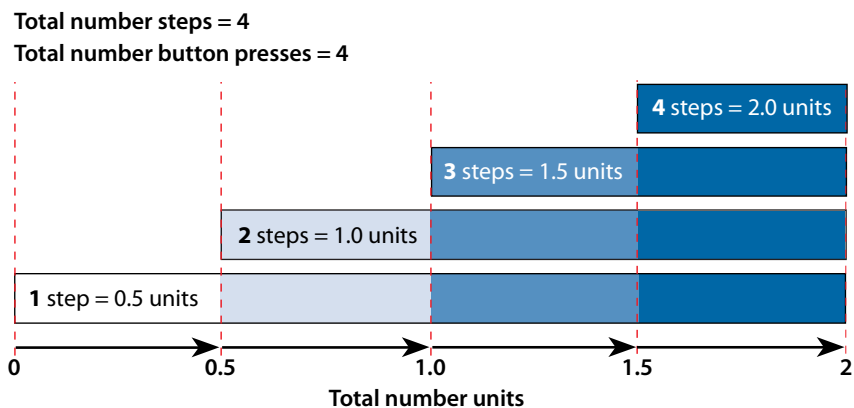 Total number steps = 4
Total number button presses = 4
4 steps = 2.0 units
3 steps = 1.5 units
2 steps = 1.0 units
1 step = 0.5 units
0 0.5 1.0 1.5 2
Total number units